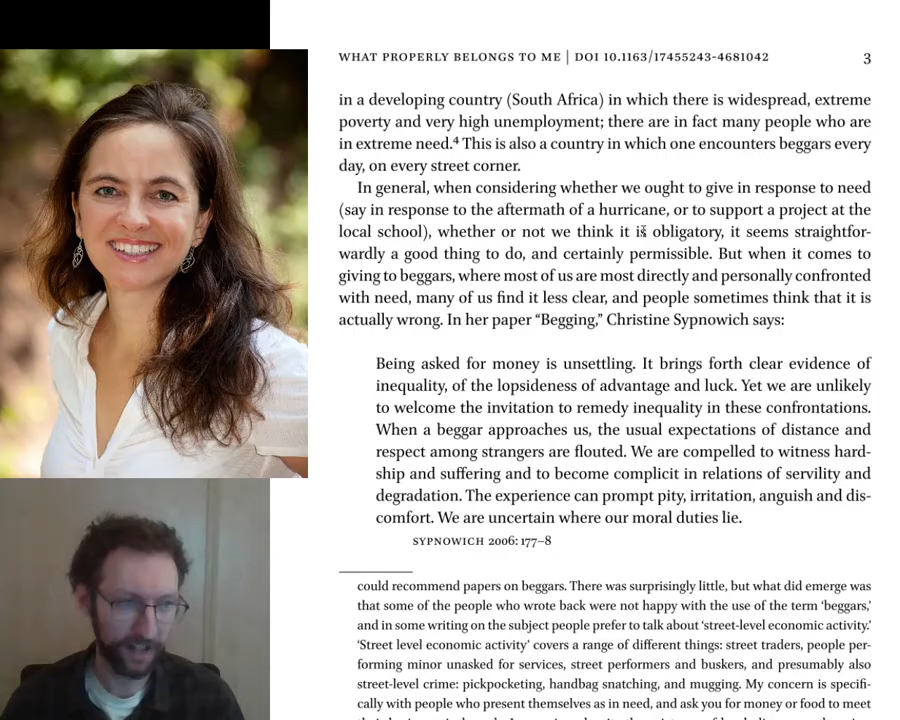 WHAT PROPERLY BELONGS TO ME | DOI 10.1163/17455243-4681042 3
in a developing country (South Africa) in which there is widespread, extreme
poverty and very high unemployment; there are in fact many people who are
in extreme need.⁴ This is also a country in which one encounters beggars every
day, on every street corner.
In general, when considering whether we ought to give in response to need
(say in response to the aftermath of a hurricane, or to support a project at the
local school), whether or not we think it is obligatory, it seems straightfor-
wardly a good thing to do, and certainly permissible. But when it comes to
giving to beggars, where most of us are most directly and personally confronted
with need, many of us find it less clear, and people sometimes think that it is
actually wrong. In her paper “Begging,” Christine Sypnowich says:
Being asked for money is unsettling. It brings forth clear evidence of
inequality, of the lopsideness of advantage and luck. Yet we are unlikely
to welcome the invitation to remedy inequality in these confrontations.
When a beggar approaches us, the usual expectations of distance and
respect among strangers are flouted. We are compelled to witness hard-
ship and suffering and to become complicit in relations of servility and
degradation. The experience can prompt pity, irritation, anguish and dis-
comfort. We are uncertain where our moral duties lie.
SYPNOWICH 2006: 177–8
could recommend papers on beggars. There was surprisingly little, but what did emerge was
that some of the people who wrote back were not happy with the use of the term ‘beggars,’
and in some writing on the subject people prefer to talk about ‘street-level economic activity.’
‘Street level economic activity’ covers a range of different things: street traders, people per-
forming minor unasked for services, street performers and buskers, and presumably also
street-level crime: pickpocketing, handbag snatching, and mugging. My concern is specifi-
cally with people who present themselves as in need, and ask you for money or food to meet